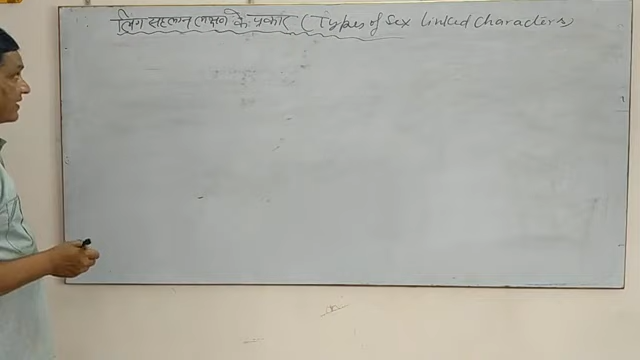 लिंग सहलग्न लक्षण के प्रकार (Types of Sex linked Characters)